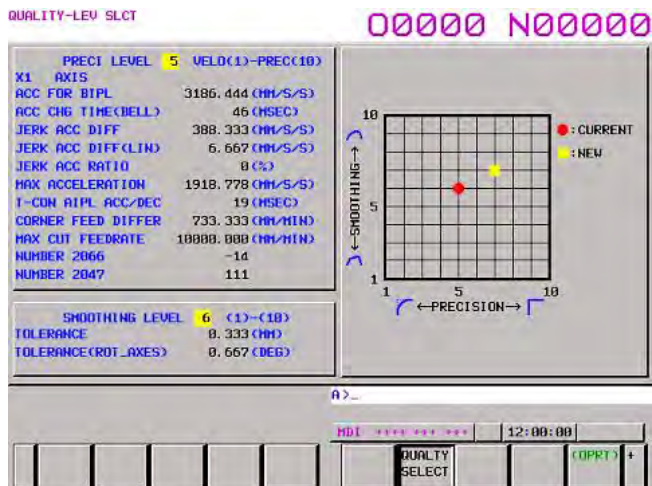 QUALITY-LEV SLCT
O0000 N00000
PRECI LEVEL 5 VELO(1)-PREC(10)
X1 AXIS
ACC FOR BIPL 3186.444(MM/S/S)
ACC CHG TIME(BELL) 46(MSEC)
JERK ACC DIFF 388.333(MM/S/S)
JERK ACC DIFF(LIN) 6.667(MM/S/S)
JERK ACC RATIO 0(%)
MAX ACCELERATION 1918.778(MM/S/S)
T-CON AIPL ACC/DEC 19(MSEC)
CORNER FEED DIFFER 733.333(MM/MIN)
MAX CUT FEEDRATE 10000.000(MM/MIN)
NUMBER 2066 -14
NUMBER 2047 111
SMOOTHING LEVEL 6 (1)-(10)
TOLERANCE 0.333(MM)
TOLERANCE(ROT_AXES) 0.667(DEG)
10
5
1
←SMOOTHING→
1 5 10
←PRECISION→
:CURRENT
:NEW
A>_
MDI **** *** ***
12:00:00
QUALTY
SELECT
(OPRT)
+